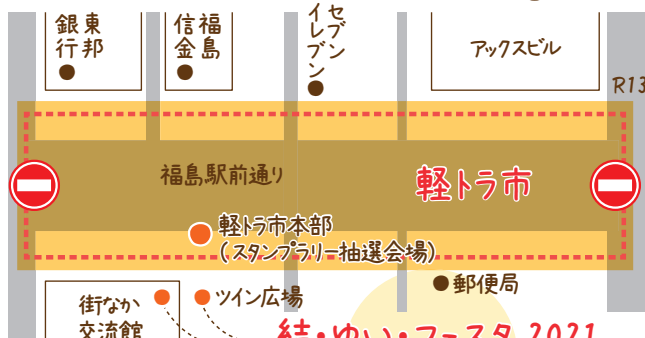 東邦
銀行
福島
信金
セブン
イレブン
アックスビル
R13
福島駅前通り
軽トラ市
軽トラ市本部
(スタンプラリー抽選会場)
郵便局
街なか
交流館
ツイン広場
結・ゆい・フェスタ 2021